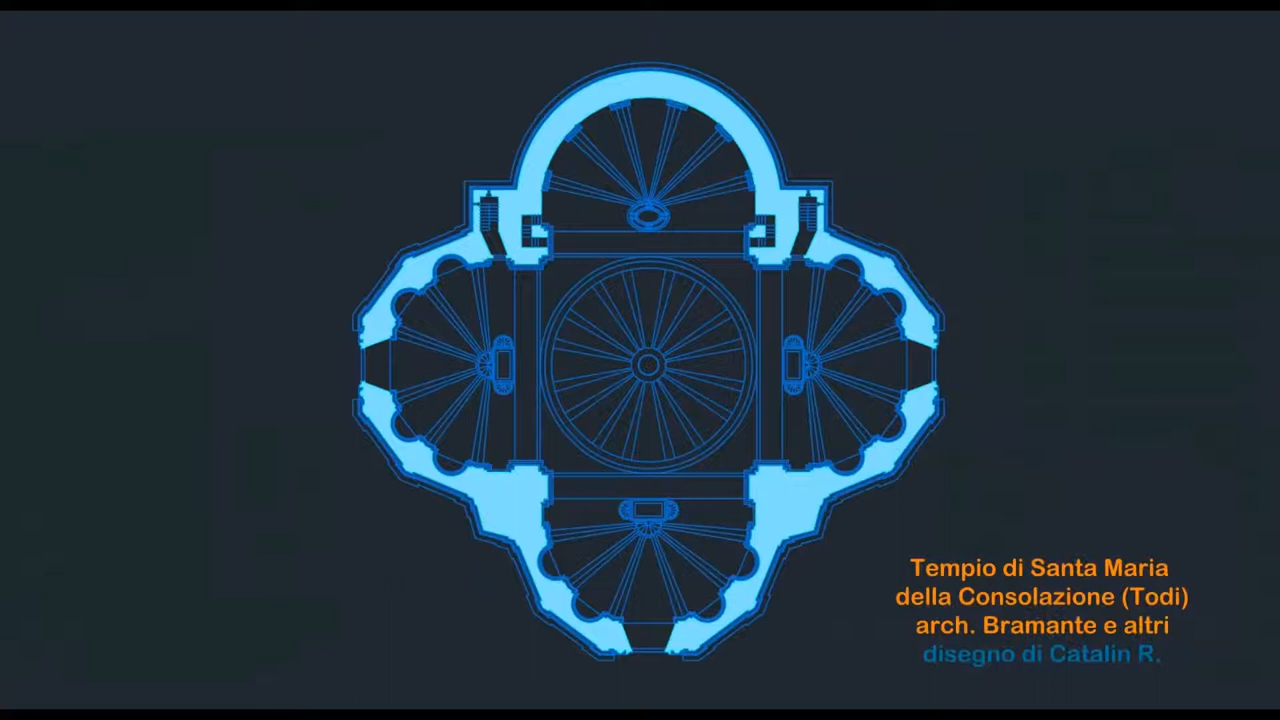 Tempio di Santa Maria
della Consolazione (Todi)
arch. Bramante e altri
disegno di Catalin R.